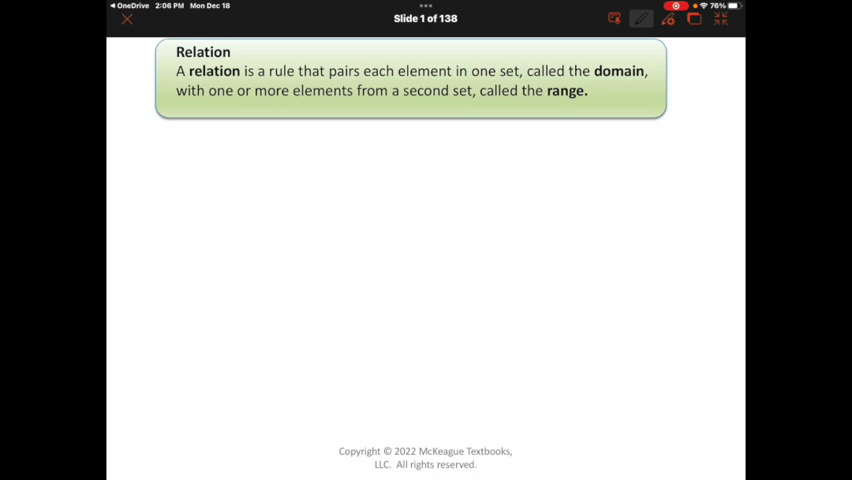 OneDrive 2:06 PM Mon Dec 18
76%
Slide 1 of 138
Relation
A relation is a rule that pairs each element in one set, called the domain,
with one or more elements from a second set, called the range.
Copyright © 2022 McKeague Textbooks,
LLC. All rights reserved.